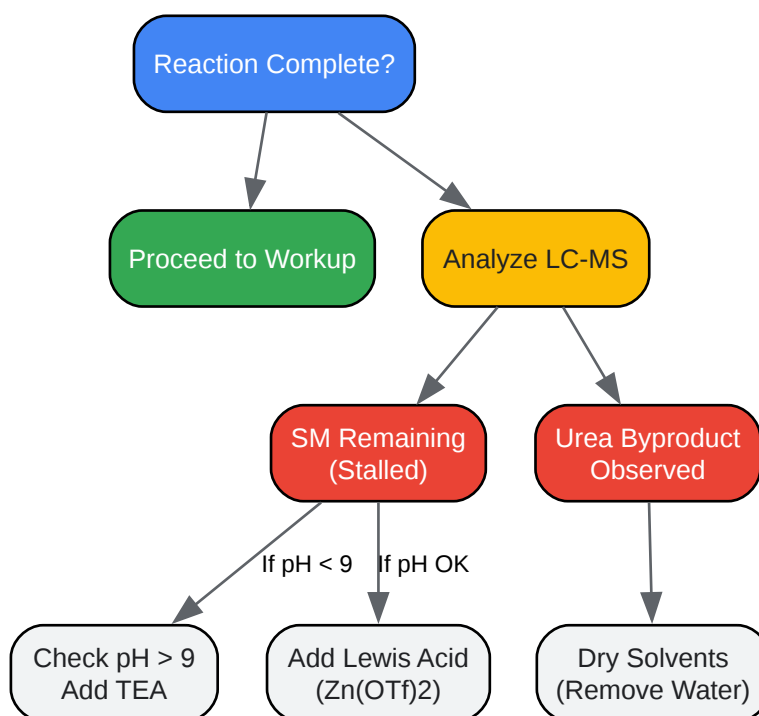 Reaction Complete?
Proceed to Workup
Analyze LC-MS
SM Remaining
(Stalled)
Urea Byproduct
Observed
If pH < 9
If pH OK
Check pH > 9
Add TEA
Add Lewis Acid
(Zn(OTf)2)
Dry Solvents
(Remove Water)